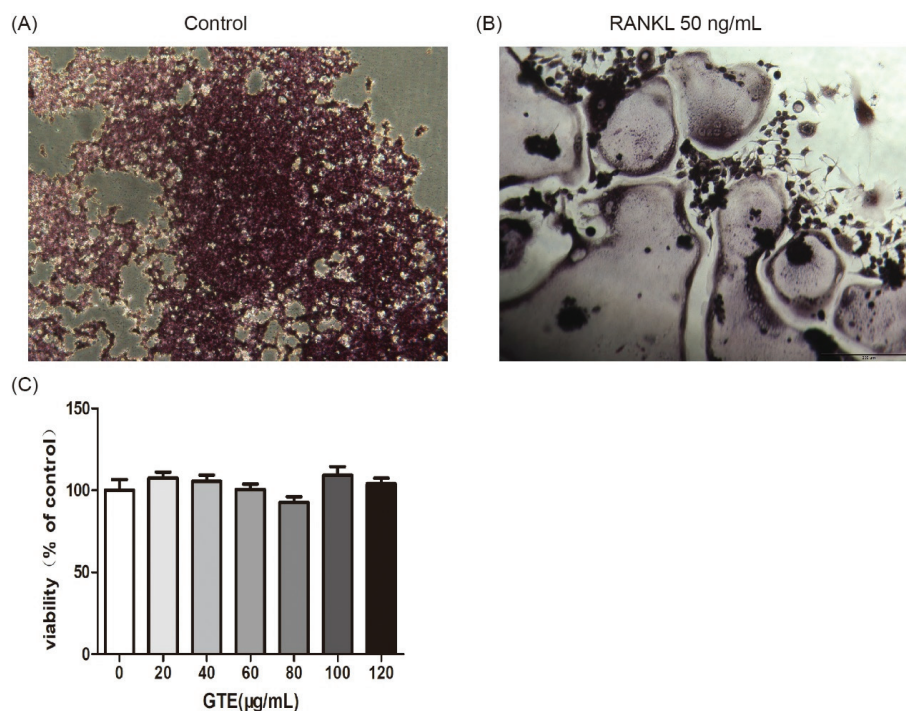 (A) Control
(B) RANKL 50 ng/mL
(C)
viability (% of control)
150
100
50
0
0 20 40 60 80 100 120
GTE(μg/mL)